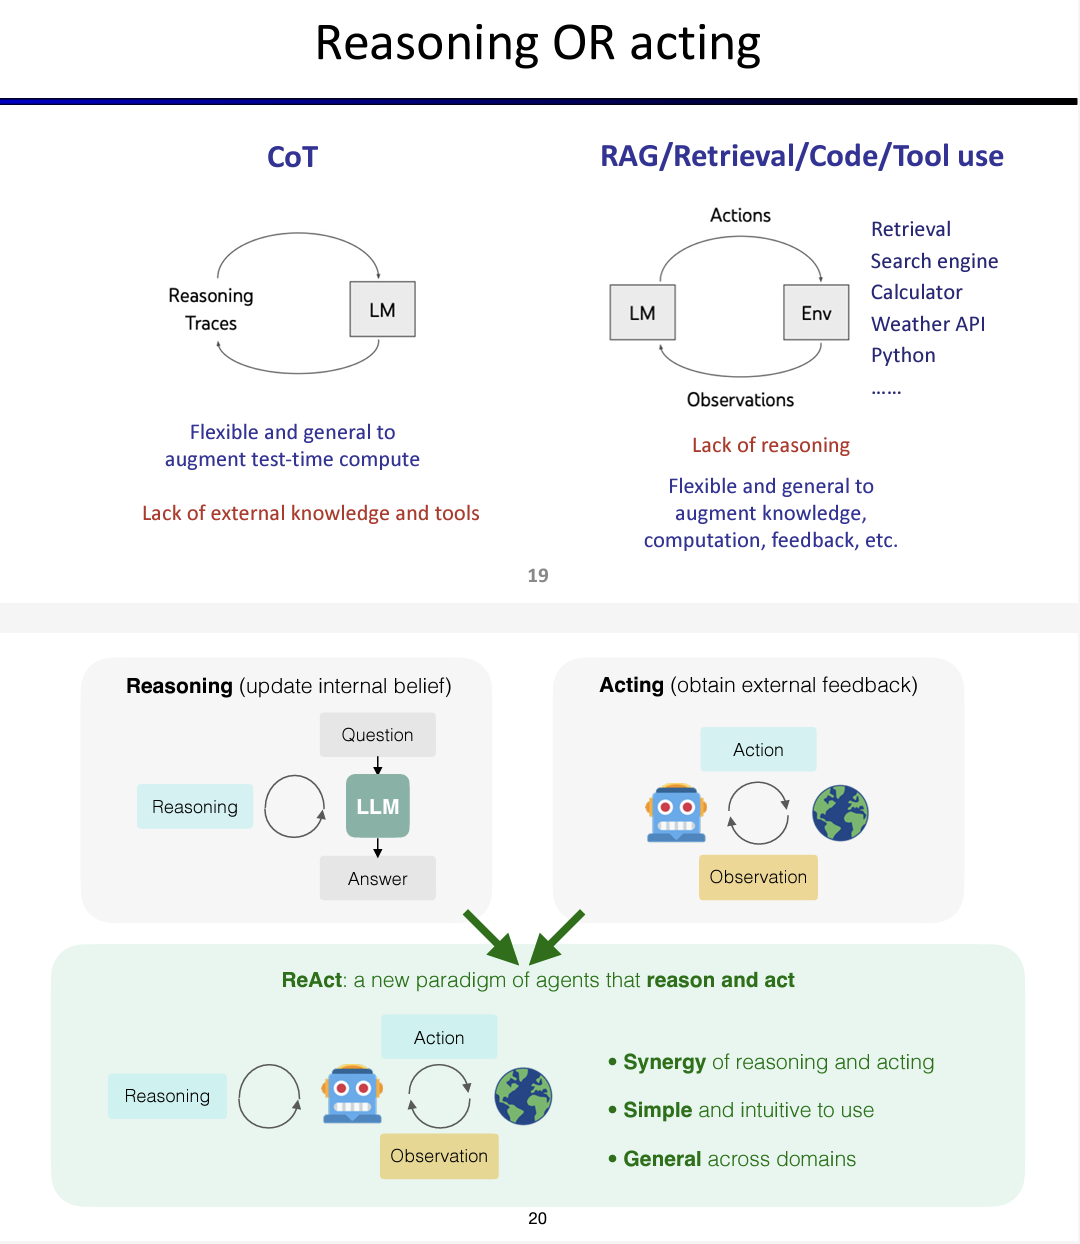 Reasoning OR acting
CoT
Reasoning
Traces
LM
Flexible and general to
augment test-time compute
Lack of external knowledge and tools
RAG/Retrieval/Code/Tool use
Actions
LM
Env
Observations
Retrieval
Search engine
Calculator
Weather API
Python
......
Lack of reasoning
Flexible and general to
augment knowledge,
computation, feedback, etc.
19
Reasoning (update internal belief)
Question
Reasoning
LLM
Answer
Acting (obtain external feedback)
Action
Observation
ReAct: a new paradigm of agents that reason and act
Action
Reasoning
Observation
• Synergy of reasoning and acting
• Simple and intuitive to use
• General across domains
20